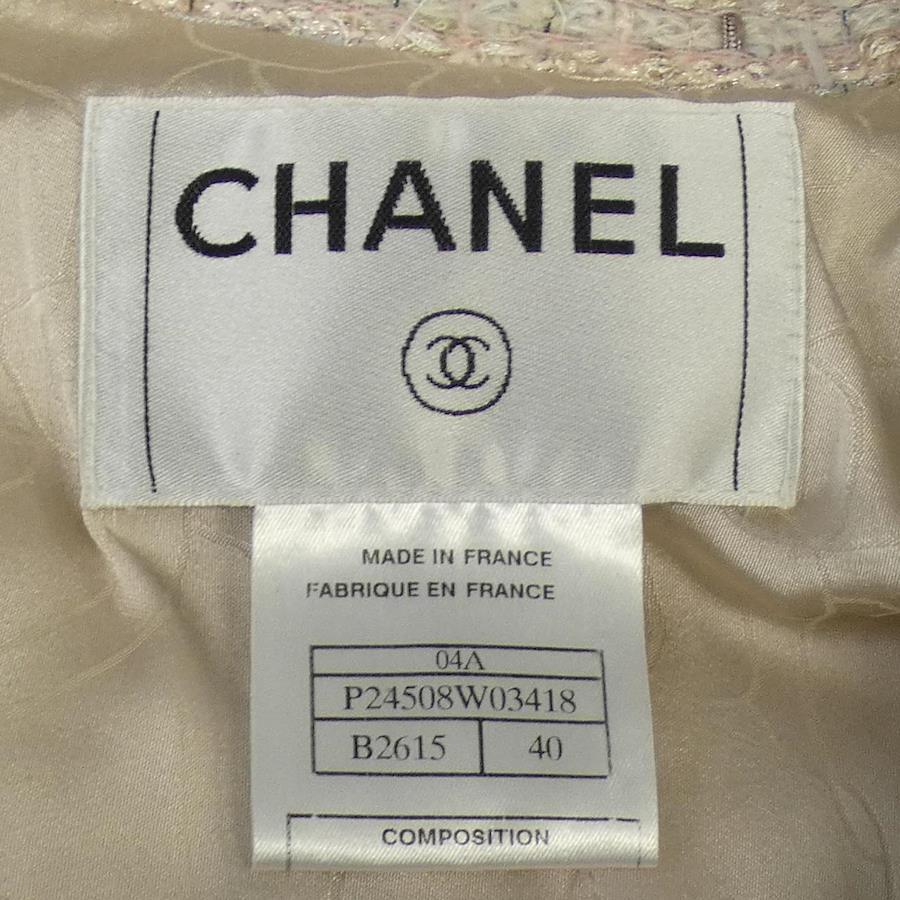 CHANEL
MADE IN FRANCE
FABRIQUE EN FRANCE
04A
P24508W03418
B2615 40
COMPOSITION